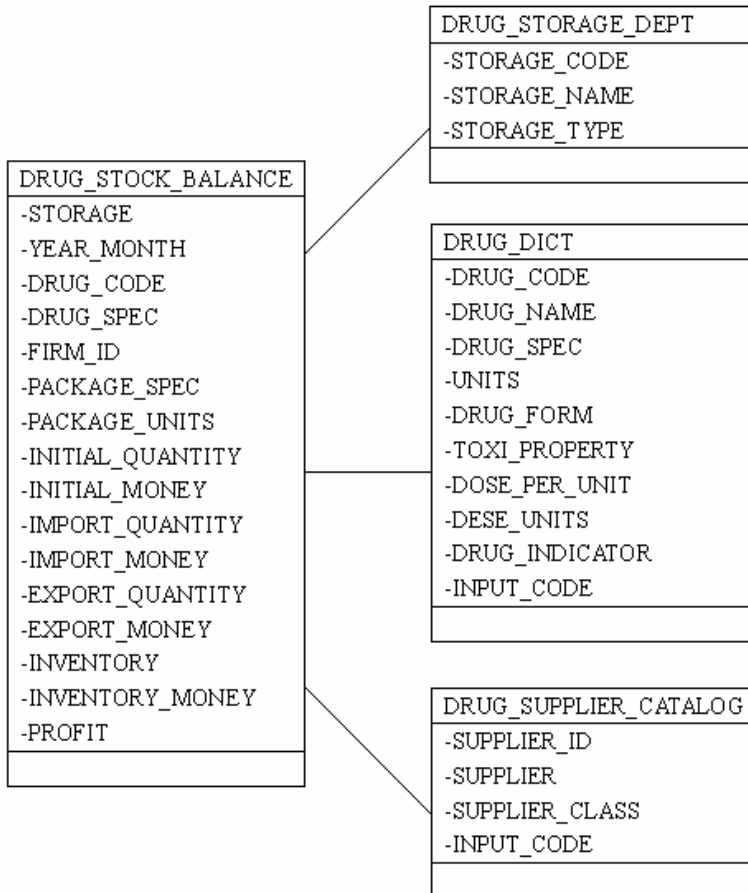 DRUG_STORAGE_DEPT
-STORAGE_CODE
-STORAGE_NAME
-STORAGE_TYPE
DRUG_STOCK_BALANCE
-STORAGE
-YEAR_MONTH
-DRUG_CODE
-DRUG_SPEC
-FIRM_ID
-PACKAGE_SPEC
-PACKAGE_UNITS
-INITIAL_QUANTITY
-INITIAL_MONEY
-IMPORT_QUANTITY
-IMPORT_MONEY
-EXPORT_QUANTITY
-EXPORT_MONEY
-INVENTORY
-INVENTORY_MONEY
-PROFIT
DRUG_DICT
-DRUG_CODE
-DRUG_NAME
-DRUG_SPEC
-UNITS
-DRUG_FORM
-TOXI_PROPERTY
-DOSE_PER_UNIT
-DESE_UNITS
-DRUG_INDICATOR
-INPUT_CODE
DRUG_SUPPLIER_CATALOG
-SUPPLIER_ID
-SUPPLIER
-SUPPLIER_CLASS
-INPUT_CODE